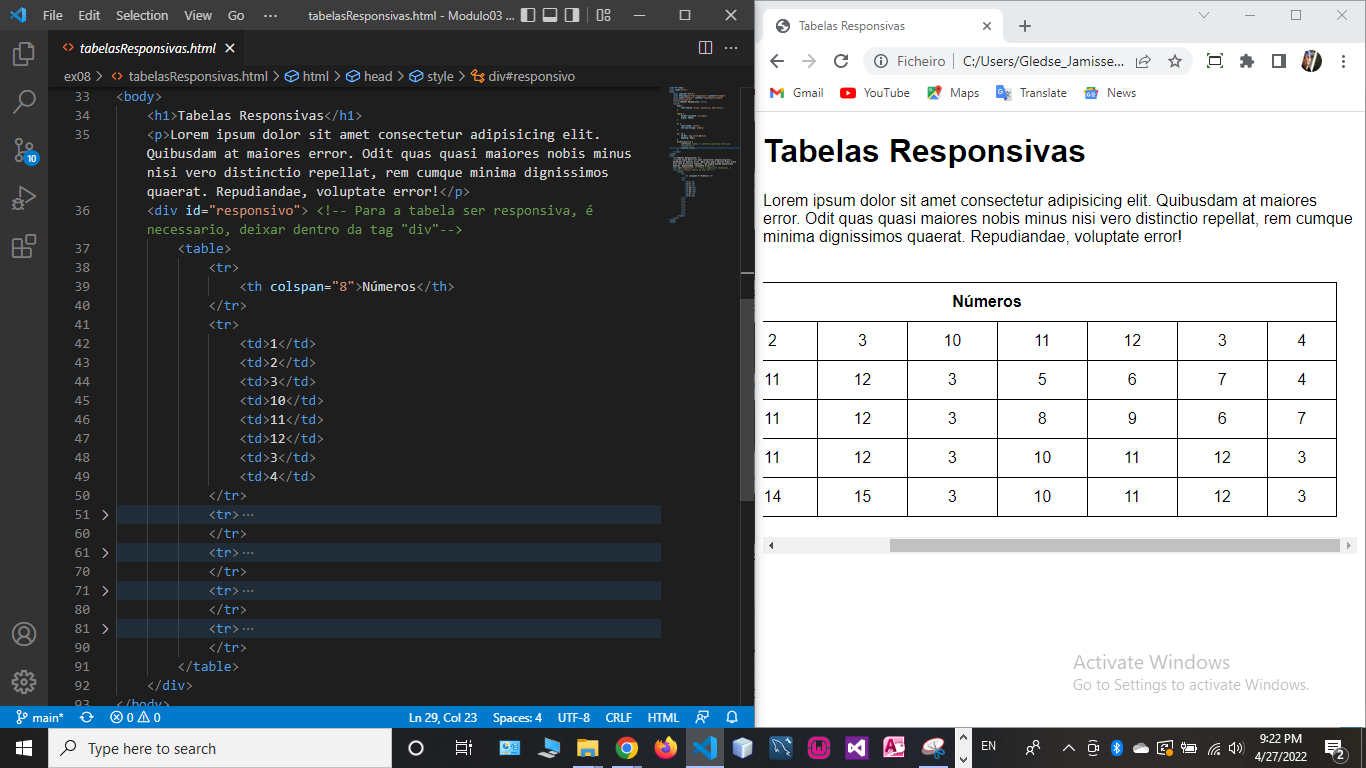 File Edit Selection View Go ··· tabelasResponsivas.html - Modulo03 ...
tabelasResponsivas.html
ex08 > tabelasResponsivas.html > html > head > style > div#responsivo
33 <body>
34 <h1>Tabelas Responsivas</h1>
35 <p>Lorem ipsum dolor sit amet consectetur adipisicing elit.
Quibusdam at maiores error. Odit quas quasi maiores nobis minus
nisi vero distinctio repellat, rem cumque minima dignissimos
quaerat. Repudiandae, voluptate error!</p>
36 <div id="responsivo"> <!-- Para a tabela ser responsiva, é
necessario, deixar dentro da tag "div"-->
37 <table>
38 <tr>
39 <th colspan="8">Números</th>
40 </tr>
41 <tr>
42 <td>1</td>
43 <td>2</td>
44 <td>3</td>
45 <td>10</td>
46 <td>11</td>
47 <td>12</td>
48 <td>3</td>
49 <td>4</td>
50 </tr>
51 <tr>···
60 </tr>
61 <tr>···
70 </tr>
71 <tr>···
80 </tr>
81 <tr>···
90 </tr>
91 </table>
92 </div>
93 </body>
10
main* 0 0 Ln 29, Col 23 Spaces: 4 UTF-8 CRLF HTML
Tabelas Responsivas
Ficheiro C:/Users/Gledse_Jamisse...
Gmail YouTube Maps Translate News
Tabelas Responsivas
Lorem ipsum dolor sit amet consectetur adipisicing elit. Quibusdam at maiores
error. Odit quas quasi maiores nobis minus nisi vero distinctio repellat, rem cumque
minima dignissimos quaerat. Repudiandae, voluptate error!
Números
2 3 10 11 12 3 4
11 12 3 5 6 7 4
11 12 3 8 9 6 7
11 12 3 10 11 12 3
14 15 3 10 11 12 3
Activate Windows
Go to Settings to activate Windows.
Type here to search
EN
9:22 PM
4/27/2022
2